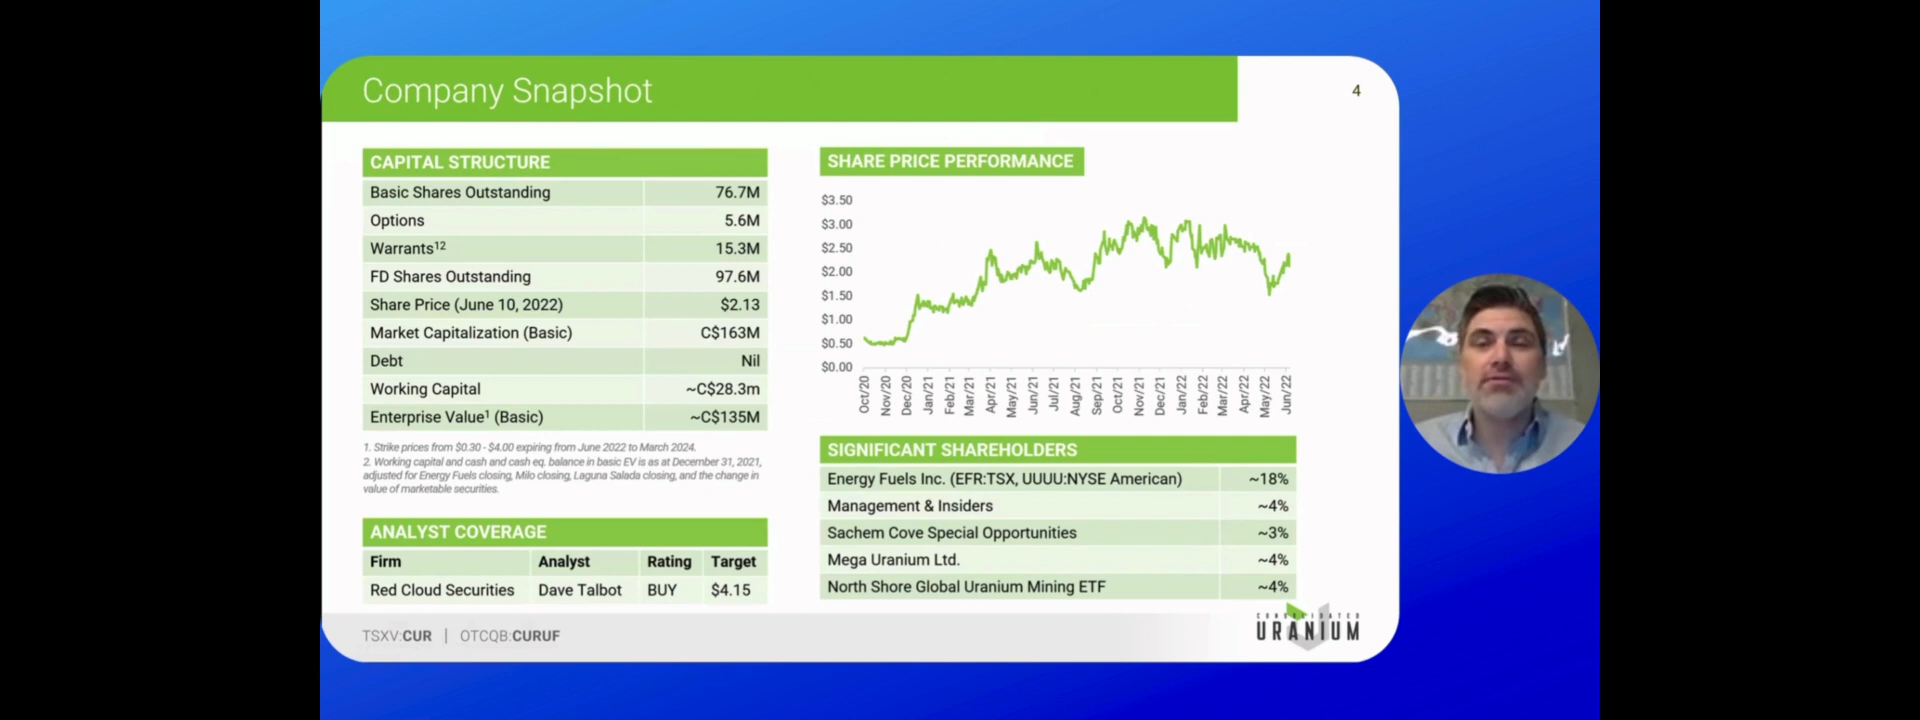 Company Snapshot
4
CAPITAL STRUCTURE
Basic Shares Outstanding 76.7M
Options 5.6M
Warrants¹² 15.3M
FD Shares Outstanding 97.6M
Share Price (June 10, 2022) $2.13
Market Capitalization (Basic) C$163M
Debt Nil
Working Capital ~C$28.3m
Enterprise Value¹ (Basic) ~C$135M
1. Strike prices from $0.30 - $4.00 expiring from June 2022 to March 2024.
2. Working capital and cash and cash eq. balance in basic EV is as at December 31, 2021,
adjusted for Energy Fuels closing, Milo closing, Laguna Salada closing, and the change in
value of marketable securities.
ANALYST COVERAGE
Firm Analyst Rating Target
Red Cloud Securities Dave Talbot BUY $4.15
SHARE PRICE PERFORMANCE
$3.50
$3.00
$2.50
$2.00
$1.50
$1.00
$0.50
$0.00
Oct/20 Nov/20 Dec/20 Jan/21 Feb/21 Mar/21 Apr/21 May/21 Jun/21 Jul/21 Aug/21 Sep/21 Oct/21 Nov/21 Dec/21 Jan/22 Feb/22 Mar/22 Apr/22 May/22 Jun/22
SIGNIFICANT SHAREHOLDERS
Energy Fuels Inc. (EFR:TSX, UUUU:NYSE American) ~18%
Management & Insiders ~4%
Sachem Cove Special Opportunities ~3%
Mega Uranium Ltd. ~4%
North Shore Global Uranium Mining ETF ~4%
TSXV:CUR | OTCQB:CURUF
CONSOLIDATED
URANIUM